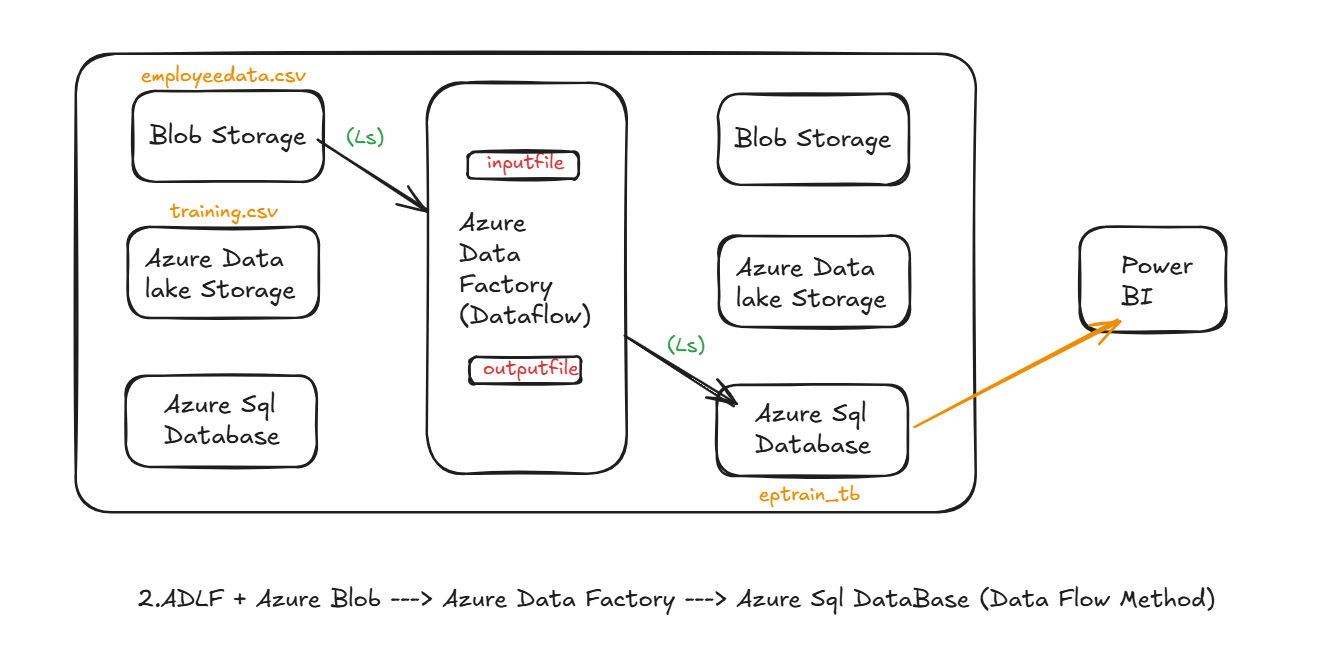 employeedata.csv
Blob Storage
(Ls)
training.csv
Azure Data
lake Storage
Azure Sql
Database
inputfile
Azure
Data
Factory
(Dataflow)
outputfile
(Ls)
Blob Storage
Azure Data
lake Storage
Azure Sql
Database
eptrain_tb
Power
BI
2.ADLF + Azure Blob ---> Azure Data Factory ---> Azure Sql DataBase (Data Flow Method)